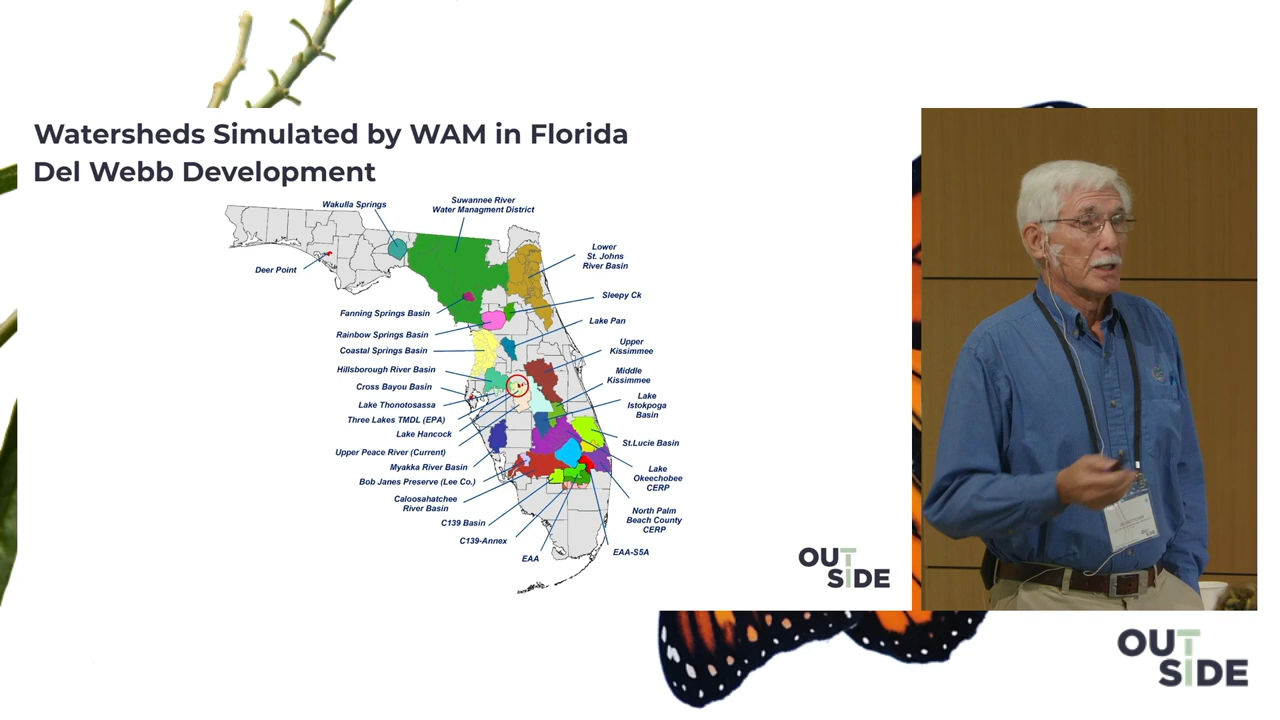 Watersheds Simulated by WAM in Florida
Del Webb Development
Wakulla Springs
Suwannee River
Water Managment District
Deer Point
Lower
St. Johns
River Basin
Fanning Springs Basin
Sleepy Ck
Rainbow Springs Basin
Lake Pan
Coastal Springs Basin
Upper
Kissimmee
Hillsborough River Basin
Middle
Kissimmee
Cross Bayou Basin
Lake
Istokpoga
Basin
Lake Thonotosassa
Three Lakes TMDL (EPA)
Lake Hancock
St.Lucie Basin
Upper Peace River (Current)
Myakka River Basin
Lake
Okeechobee
CERP
Bob Janes Preserve (Lee Co.)
Caloosahatchee
River Basin
North Palm
Beach County
CERP
C139 Basin
C139-Annex
EAA
EAA-S5A
OUT
SIDE
OUT
SIDE